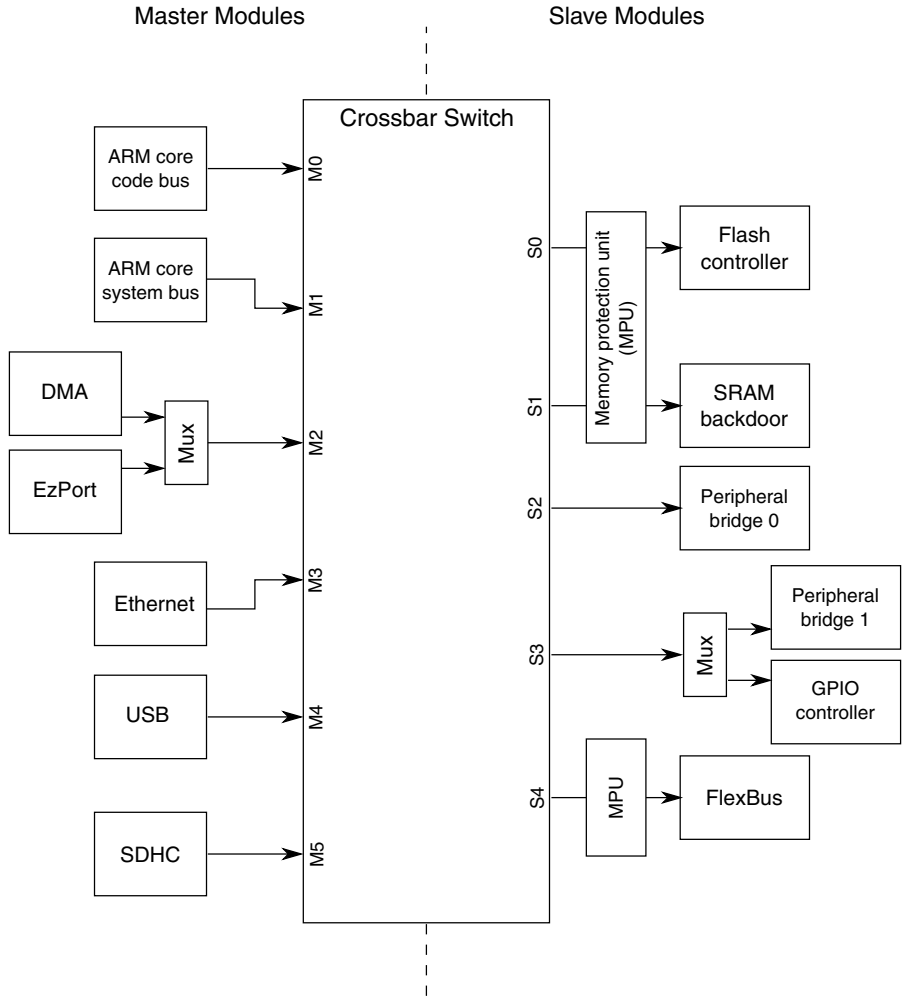 Master Modules
Slave Modules
Crossbar Switch
ARM core
code bus
M0
ARM core
system bus
M1
DMA
EzPort
Mux
M2
Ethernet
M3
USB
M4
SDHC
M5
S0
Memory protection unit
(MPU)
Flash
controller
S1
SRAM
backdoor
S2
Peripheral
bridge 0
S3
Mux
Peripheral
bridge 1
GPIO
controller
S4
MPU
FlexBus